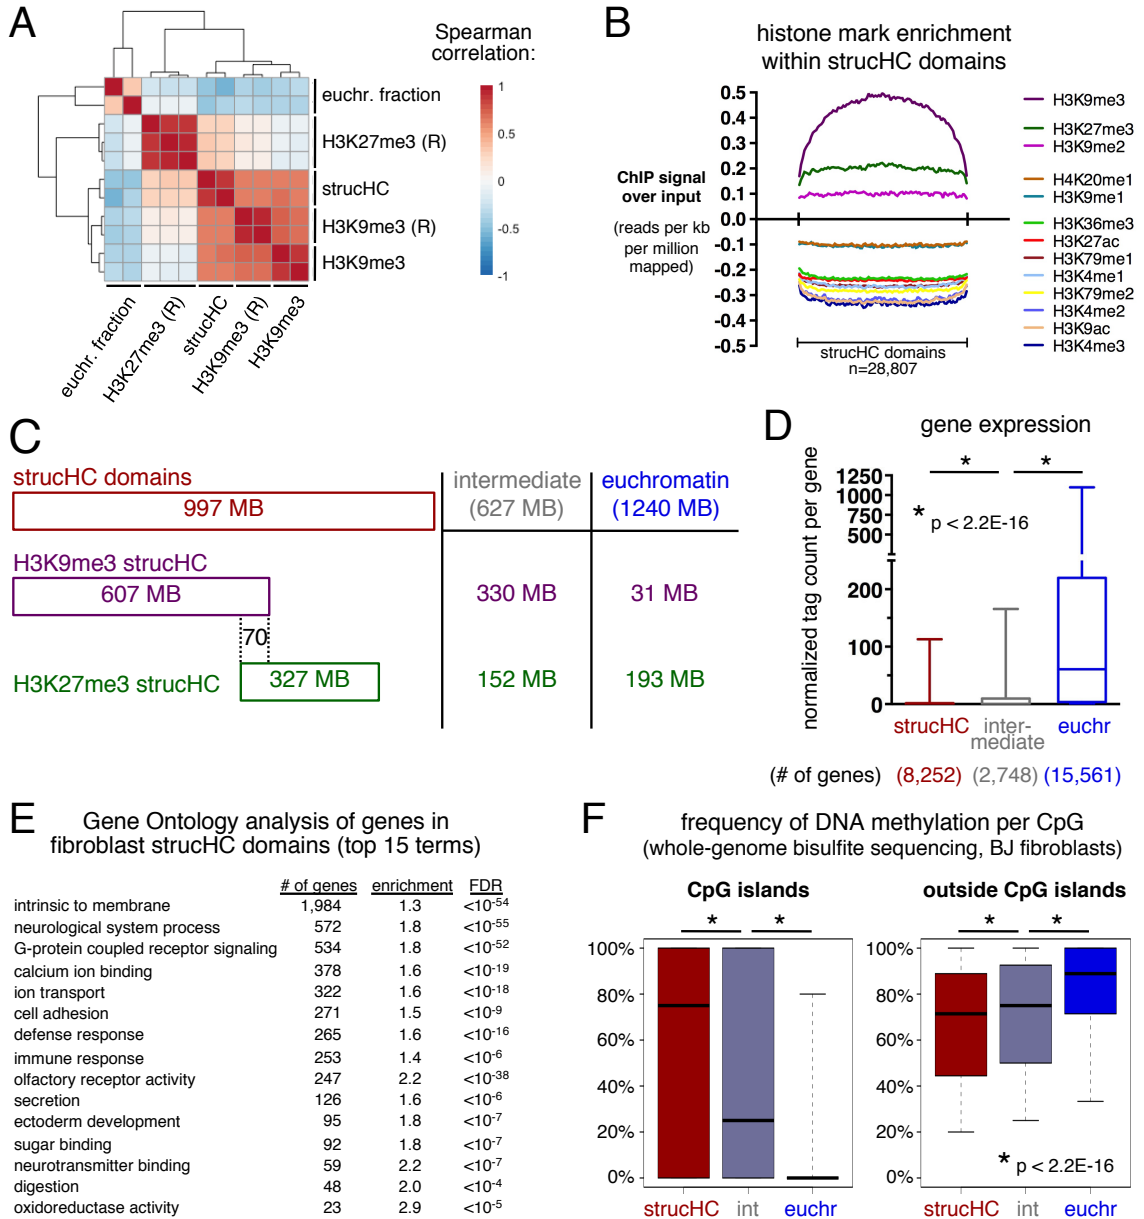 A
Spearman
correlation:
1
0.5
0
-0.5
-1
euchr. fraction
H3K27me3 (R)
strucHC
H3K9me3 (R)
H3K9me3
euchr. fraction
H3K27me3 (R)
strucHC
H3K9me3 (R)
H3K9me3
B
histone mark enrichment
within strucHC domains
ChIP signal
over input
(reads per kb
per million
mapped)
0.5
0.4
0.3
0.2
0.1
0.0
-0.1
-0.2
-0.3
-0.4
-0.5
strucHC domains
n=28,807
H3K9me3
H3K27me3
H3K9me2
H4K20me1
H3K9me1
H3K36me3
H3K27ac
H3K79me1
H3K4me1
H3K79me2
H3K4me2
H3K9ac
H3K4me3
C
strucHC domains
997 MB
intermediate
(627 MB)
euchromatin
(1240 MB)
H3K9me3 strucHC
607 MB
330 MB
31 MB
70
H3K27me3 strucHC
327 MB
152 MB
193 MB
D
gene expression
normalized tag count per gene
1250
1000
750
500
200
100
0
* *
* p < 2.2E-16
strucHC
inter-
mediate
euchr
(# of genes) (8,252) (2,748) (15,561)
E
Gene Ontology analysis of genes in
fibroblast strucHC domains (top 15 terms)
# of genes enrichment FDR
intrinsic to membrane 1,984 1.3 <10-54
neurological system process 572 1.8 <10-55
G-protein coupled receptor signaling 534 1.8 <10-52
calcium ion binding 378 1.6 <10-19
ion transport 322 1.6 <10-18
cell adhesion 271 1.5 <10-9
defense response 265 1.6 <10-16
immune response 253 1.4 <10-6
olfactory receptor activity 247 2.2 <10-38
secretion 126 1.6 <10-6
ectoderm development 95 1.8 <10-7
sugar binding 92 1.8 <10-7
neurotransmitter binding 59 2.2 <10-7
digestion 48 2.0 <10-4
oxidoreductase activity 23 2.9 <10-5
F
frequency of DNA methylation per CpG
(whole-genome bisulfite sequencing, BJ fibroblasts)
CpG islands
* *
100%
80%
60%
40%
20%
0%
strucHC int euchr
outside CpG islands
* *
100%
80%
60%
40%
20%
0%
* p < 2.2E-16
strucHC int euchr